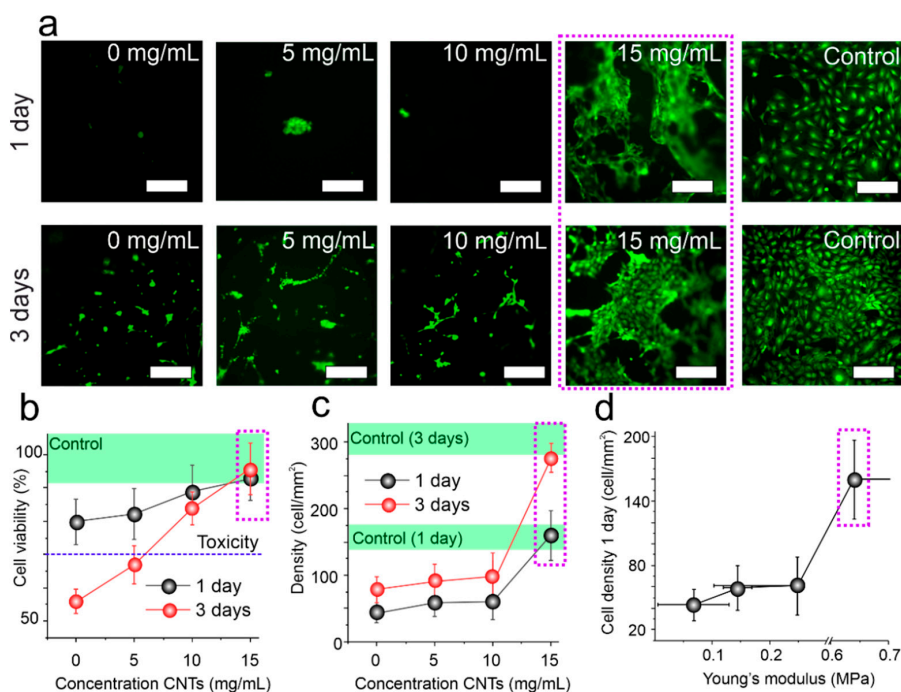 a
0 mg/mL
5 mg/mL
10 mg/mL
15 mg/mL
Control
1 day
0 mg/mL
5 mg/mL
10 mg/mL
15 mg/mL
Control
3 days
b
Control
100
50
Cell viability (%)
Toxicity
1 day
3 days
0 5 10 15
Concentration CNTs (mg/mL)
c
Control (3 days)
300
200
100
0
Density (cell/mm²)
1 day
3 days
Control (1 day)
0 5 10 15
Concentration CNTs (mg/mL)
d
200
140
80
20
Cell density 1 day (cell/mm²)
0.1 0.2 0.6 0.7
Young's modulus (MPa)